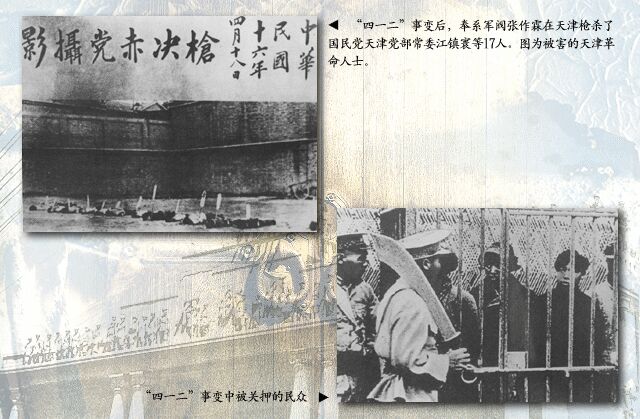 中華
民國
十六年
四月十八日
槍决赤党攝影
“四一二”事变后，奉系军阀张作霖在天津枪杀了
国民党天津党部常委江镇寰等17人。图为被害的天津革
命人士。
“四一二”事变中被关押的民众